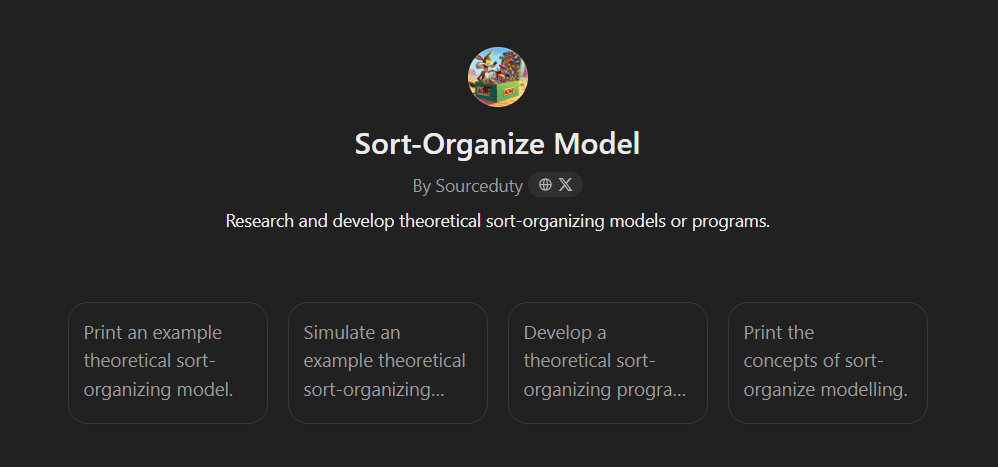 Sort-Organize Model
By Sourceduty
Research and develop theoretical sort-organizing models or programs.
Print an example
theoretical sort-
organizing model.
Simulate an
example theoretical
sort-organizing...
Develop a
theoretical sort-
organizing progra...
Print the
concepts of sort-
organize modelling.